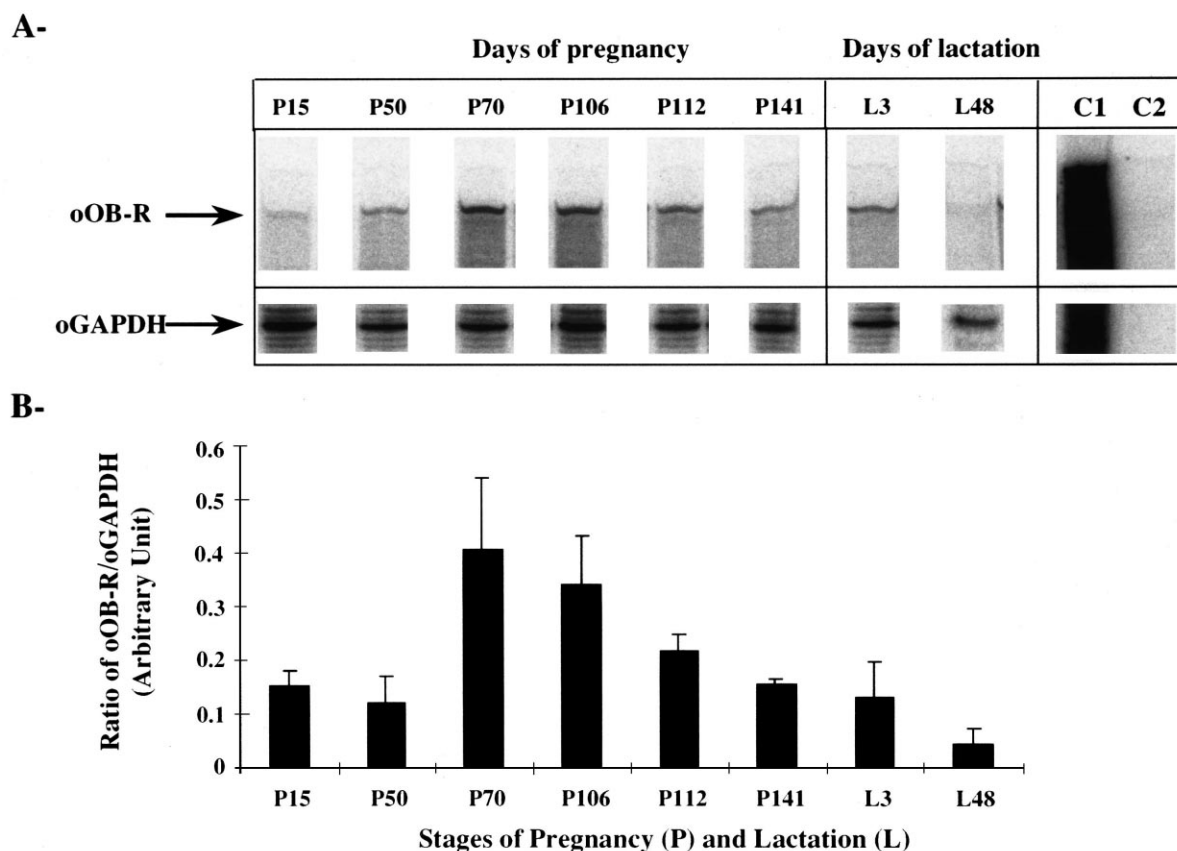 A-
Days of pregnancy Days of lactation
P15 P50 P70 P106 P112 P141 L3 L48 C1 C2
oOB-R
oGAPDH
B-
Ratio of oOB-R/oGAPDH
(Arbitrary Unit)
0.6
0.5
0.4
0.3
0.2
0.1
0
P15 P50 P70 P106 P112 P141 L3 L48
Stages of Pregnancy (P) and Lactation (L)